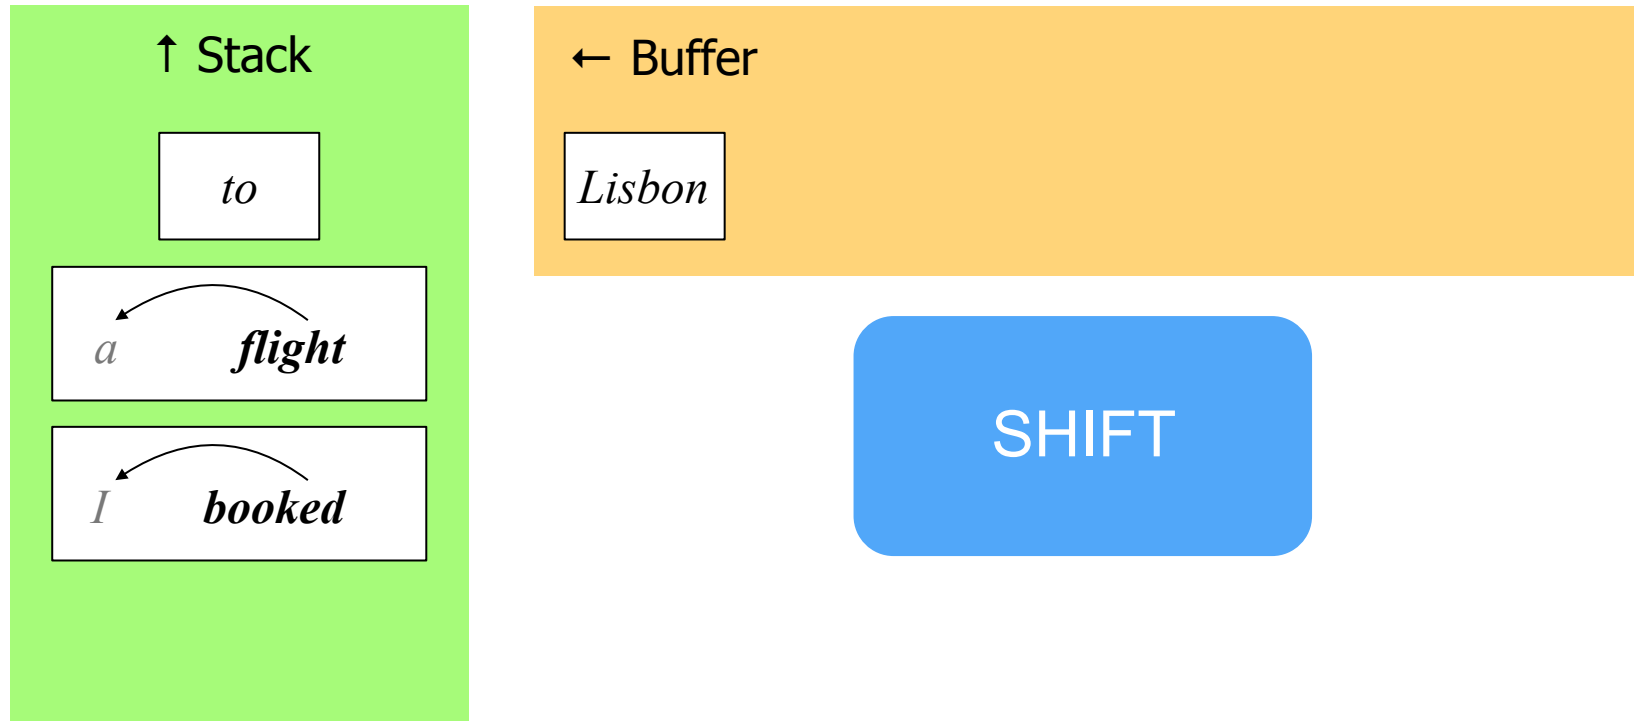 ↑ Stack
to
a flight
I booked
← Buffer
Lisbon
SHIFT